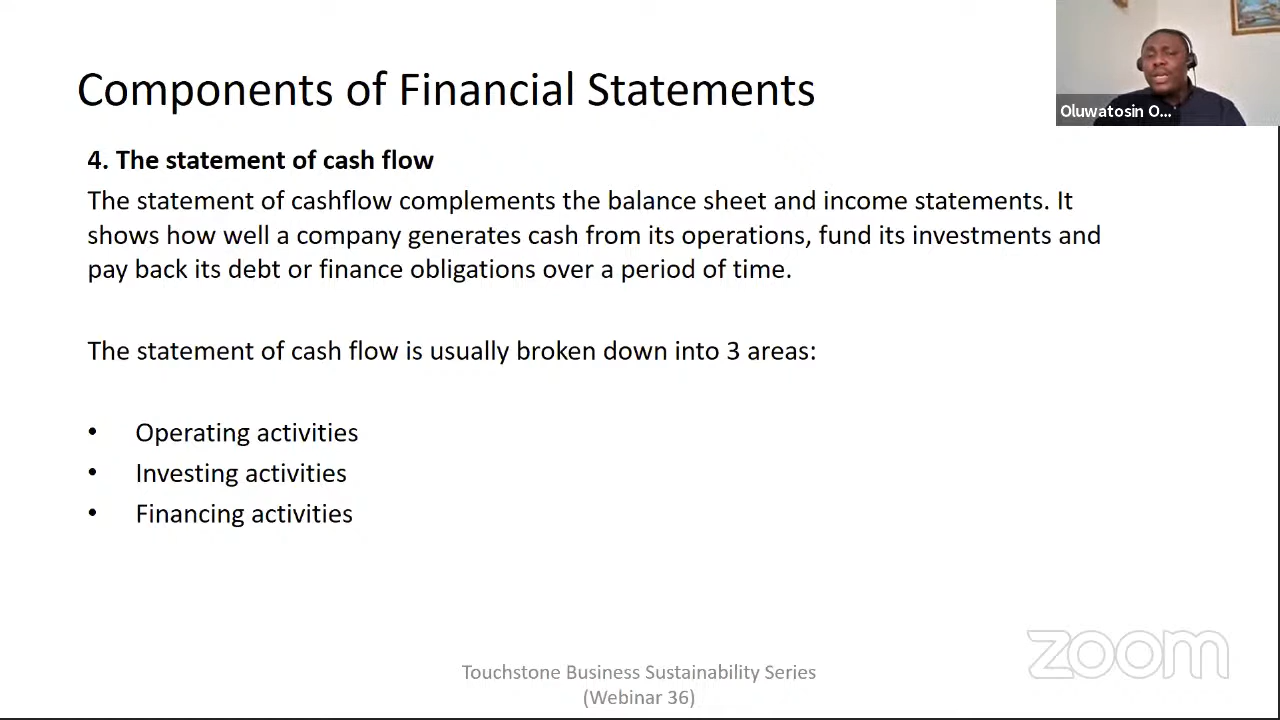 Components of Financial Statements
Oluwatosin O...
4. The statement of cash flow
The statement of cashflow complements the balance sheet and income statements. It
shows how well a company generates cash from its operations, fund its investments and
pay back its debt or finance obligations over a period of time.
The statement of cash flow is usually broken down into 3 areas:
• Operating activities
• Investing activities
• Financing activities
zoom
Touchstone Business Sustainability Series
(Webinar 36)